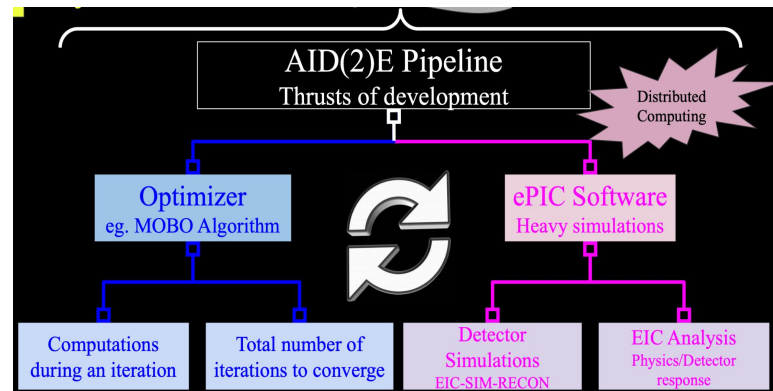 AID(2)E Pipeline
Thrusts of development
Distributed
Computing
Optimizer
eg. MOBO Algorithm
ePIC Software
Heavy simulations
Computations
during an iteration
Total number of
iterations to converge
Detector
Simulations
EIC-SIM-RECON
EIC Analysis
Physics/Detector
response